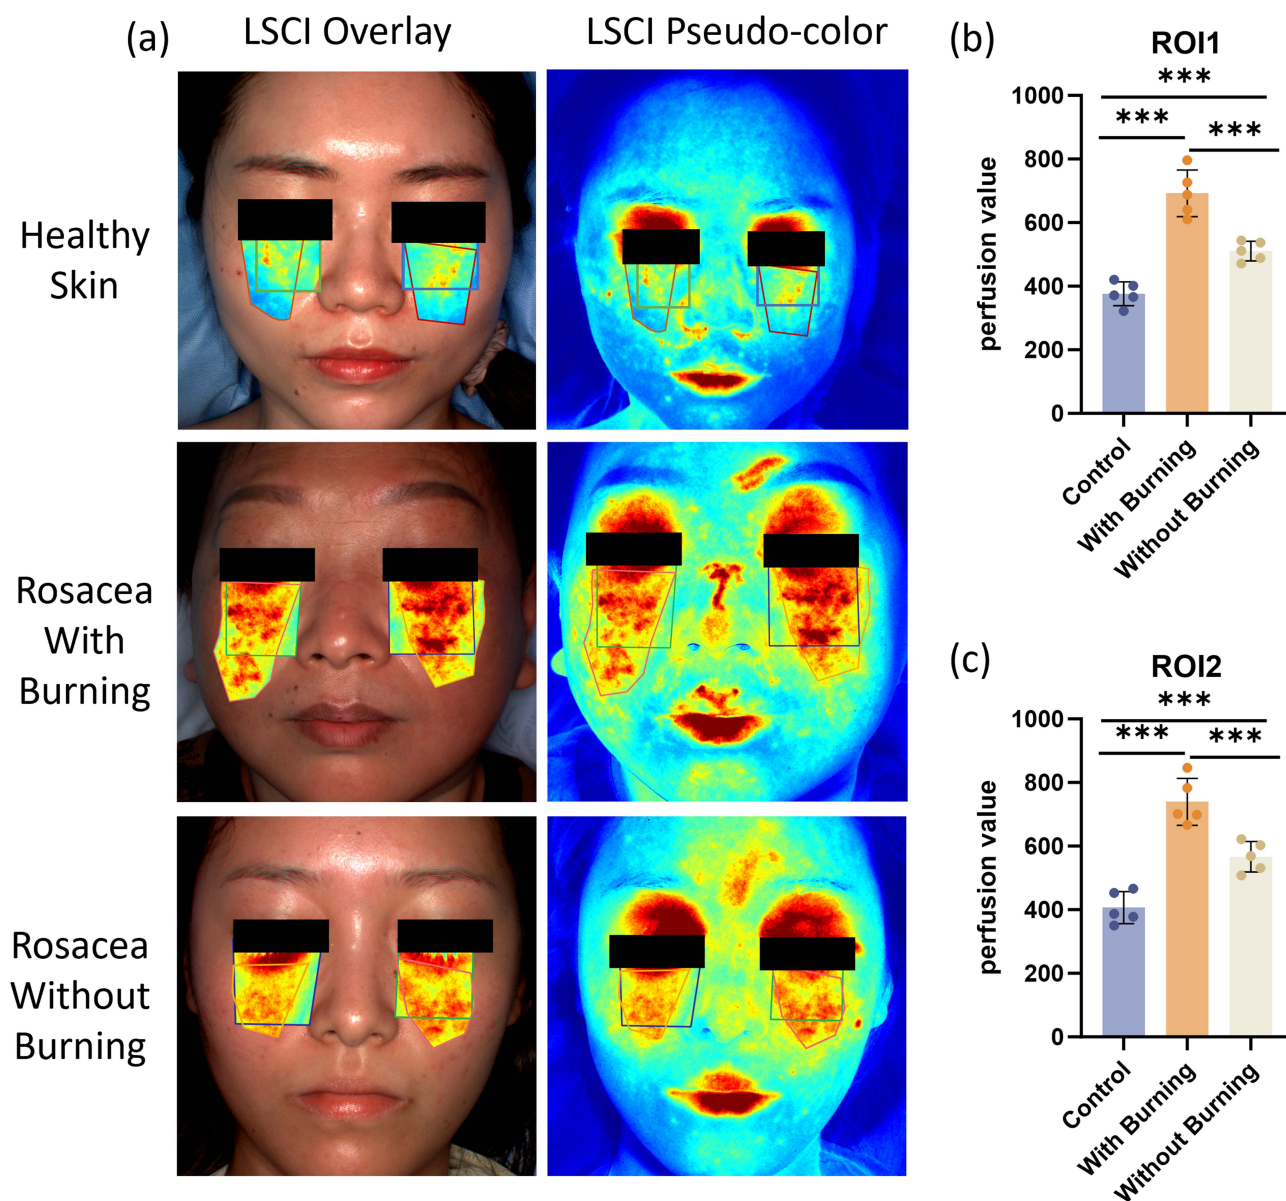 (a)
LSCI Overlay
LSCI Pseudo-color
Healthy
Skin
Rosacea
With
Burning
Rosacea
Without
Burning
(b)
ROI1
***
***
***
perfusion value
1000
800
600
400
200
0
Control
With Burning
Without Burning
(c)
ROI2
***
***
***
perfusion value
1000
800
600
400
200
0
Control
With Burning
Without Burning